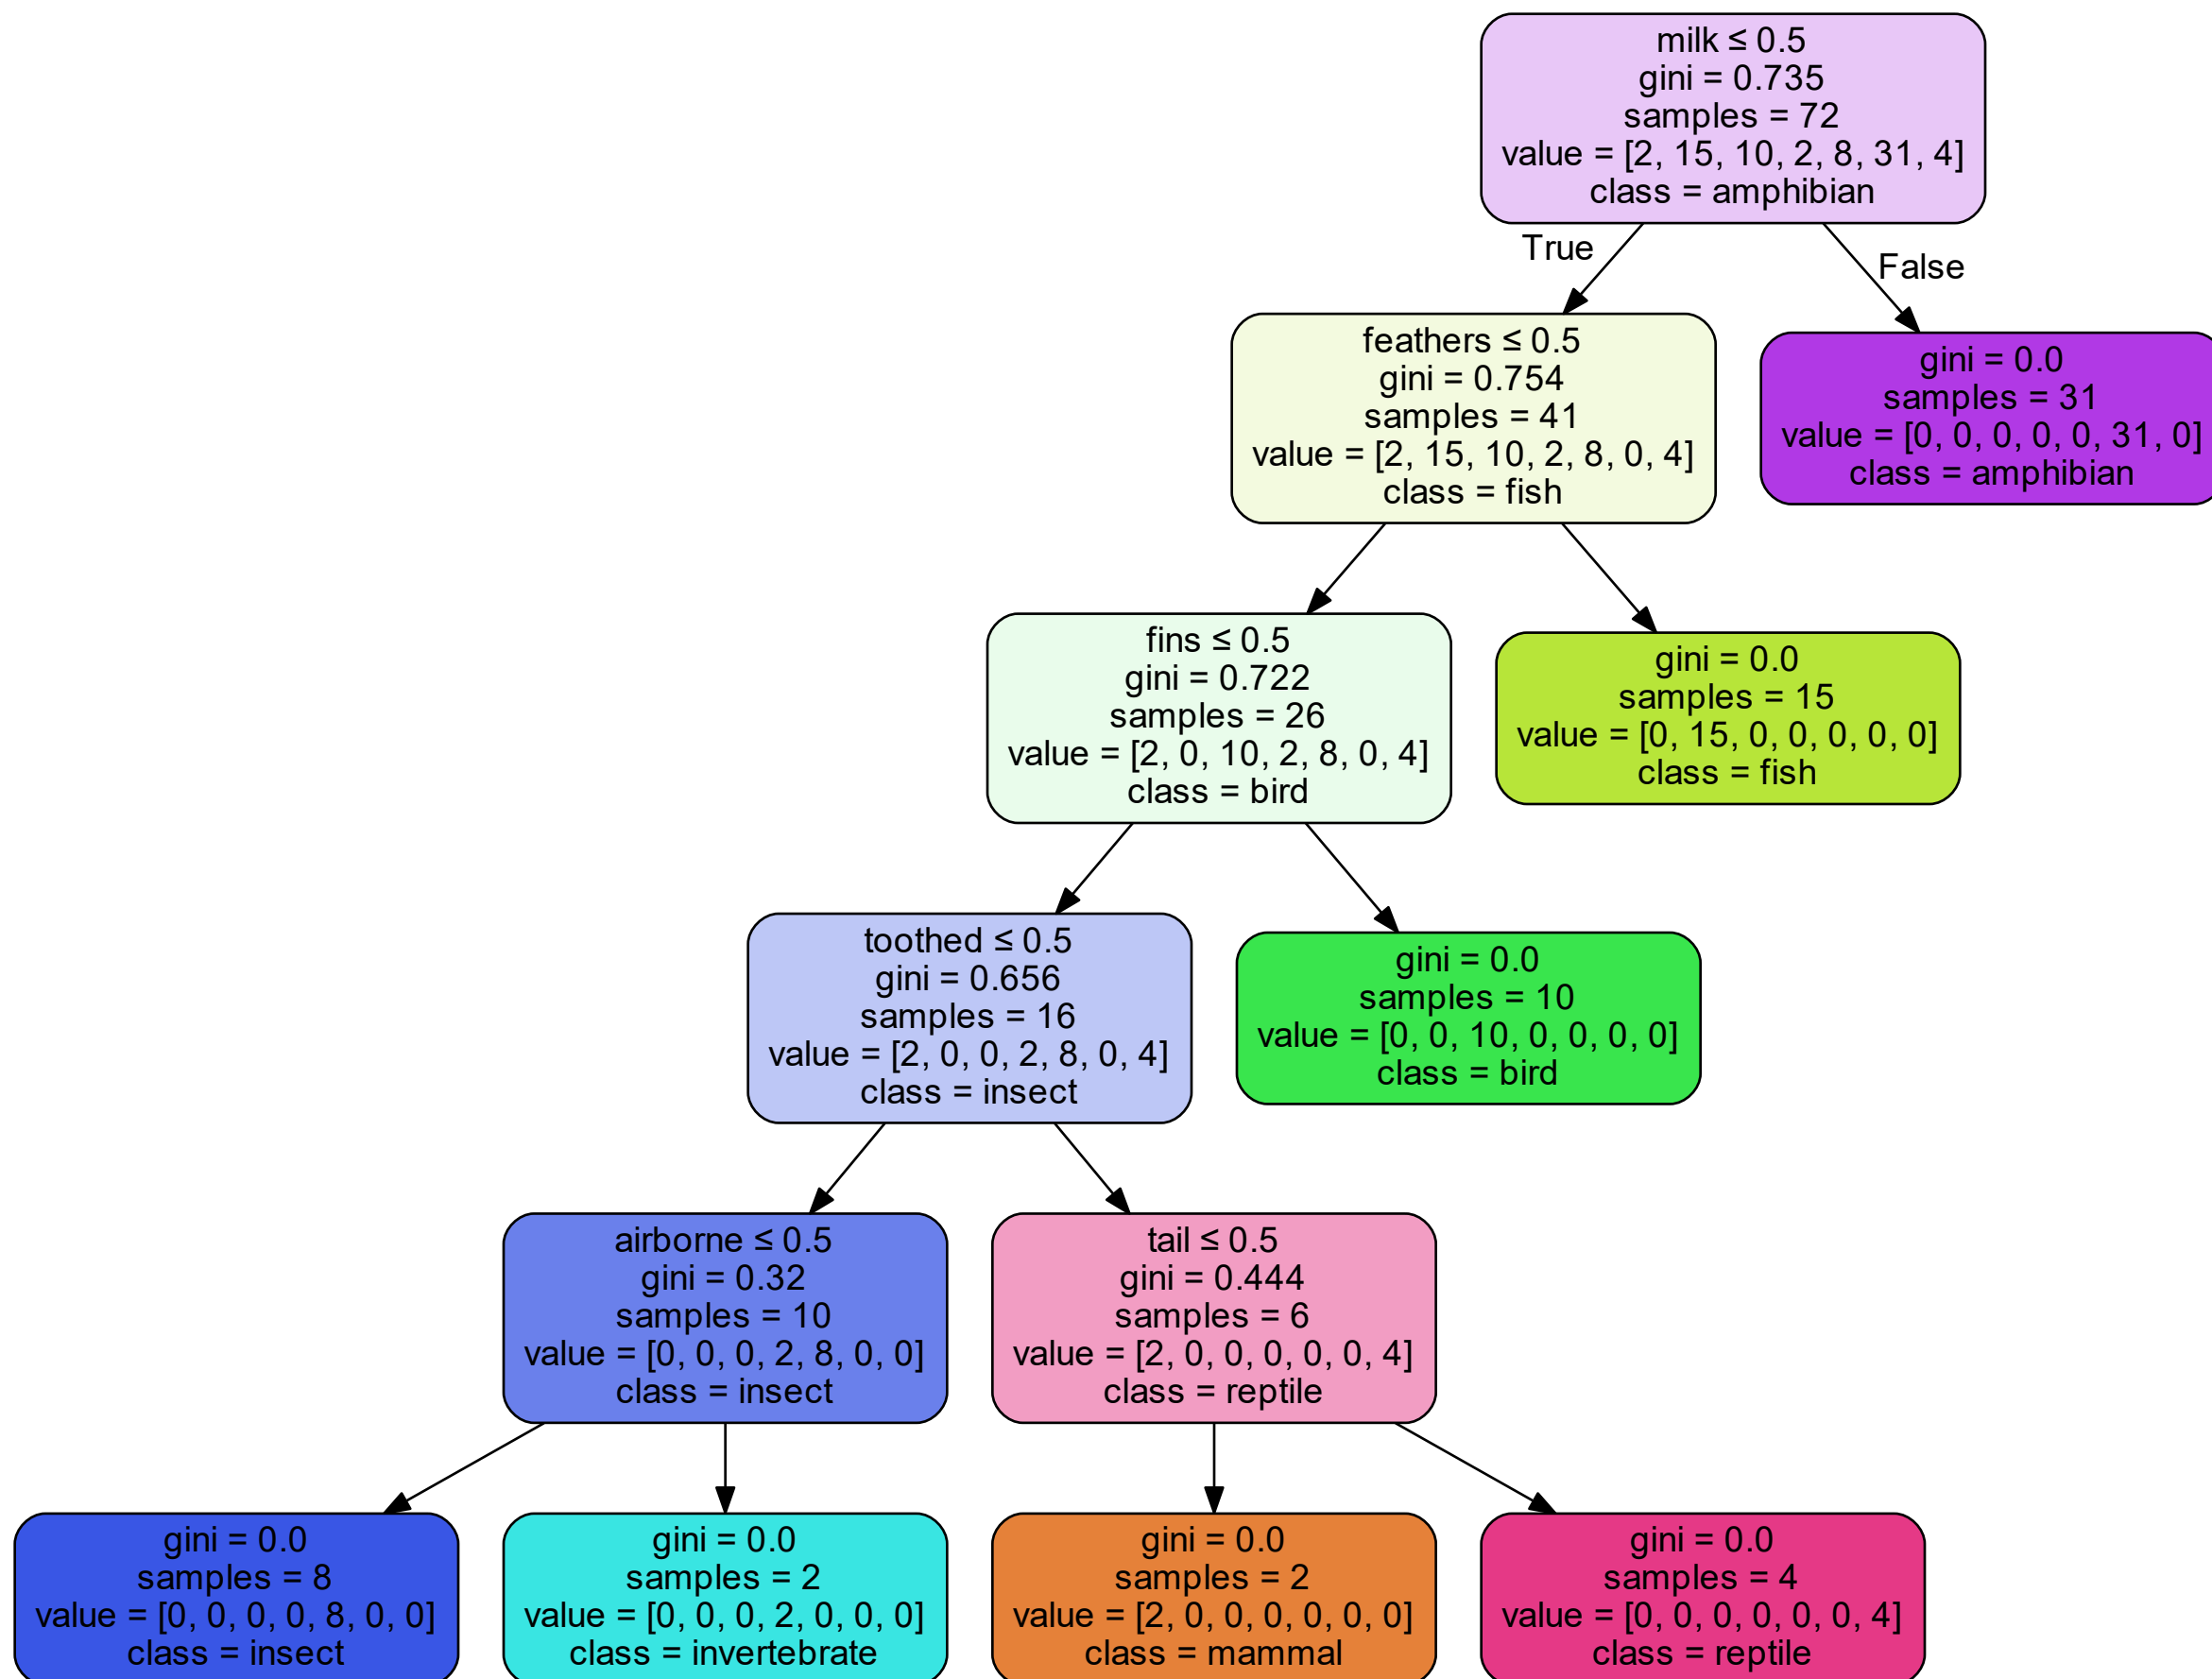 milk ≤ 0.5
gini = 0.735
samples = 72
value = [2, 15, 10, 2, 8, 31, 4]
class = amphibian
True
False
feathers ≤ 0.5
gini = 0.754
samples = 41
value = [2, 15, 10, 2, 8, 0, 4]
class = fish
gini = 0.0
samples = 31
value = [0, 0, 0, 0, 0, 31, 0]
class = amphibian
fins ≤ 0.5
gini = 0.722
samples = 26
value = [2, 0, 10, 2, 8, 0, 4]
class = bird
gini = 0.0
samples = 15
value = [0, 15, 0, 0, 0, 0, 0]
class = fish
toothed ≤ 0.5
gini = 0.656
samples = 16
value = [2, 0, 0, 2, 8, 0, 4]
class = insect
gini = 0.0
samples = 10
value = [0, 0, 10, 0, 0, 0, 0]
class = bird
airborne ≤ 0.5
gini = 0.32
samples = 10
value = [0, 0, 0, 2, 8, 0, 0]
class = insect
tail ≤ 0.5
gini = 0.444
samples = 6
value = [2, 0, 0, 0, 0, 0, 4]
class = reptile
gini = 0.0
samples = 8
value = [0, 0, 0, 0, 8, 0, 0]
class = insect
gini = 0.0
samples = 2
value = [0, 0, 0, 2, 0, 0, 0]
class = invertebrate
gini = 0.0
samples = 2
value = [2, 0, 0, 0, 0, 0, 0]
class = mammal
gini = 0.0
samples = 4
value = [0, 0, 0, 0, 0, 0, 4]
class = reptile